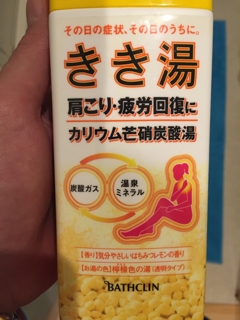 その日の症状、その日のうちに。
きき湯
肩こり・疲労回復に
カリウム芒硝炭酸湯
炭酸ガス
温泉
ミネラル
【香り】気分やさしいはちみつレモンの香り
【お湯の色】檸檬色の湯(透明タイプ)
BATHCLIN